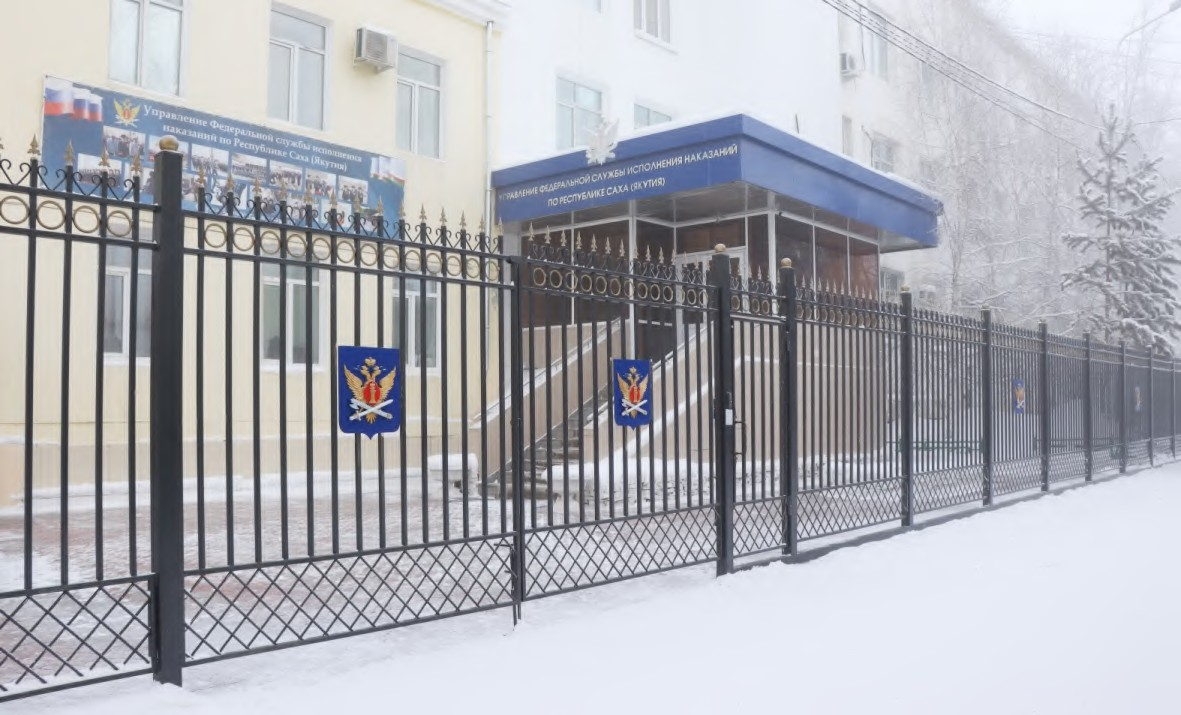 Управление Федеральной службы исполнения
наказаний по Республике Саха (Якутия)
УПРАВЛЕНИЕ ФЕДЕРАЛЬНОЙ СЛУЖБЫ ИСПОЛНЕНИЯ НАКАЗАНИЙ
ПО РЕСПУБЛИКЕ САХА (ЯКУТИЯ)